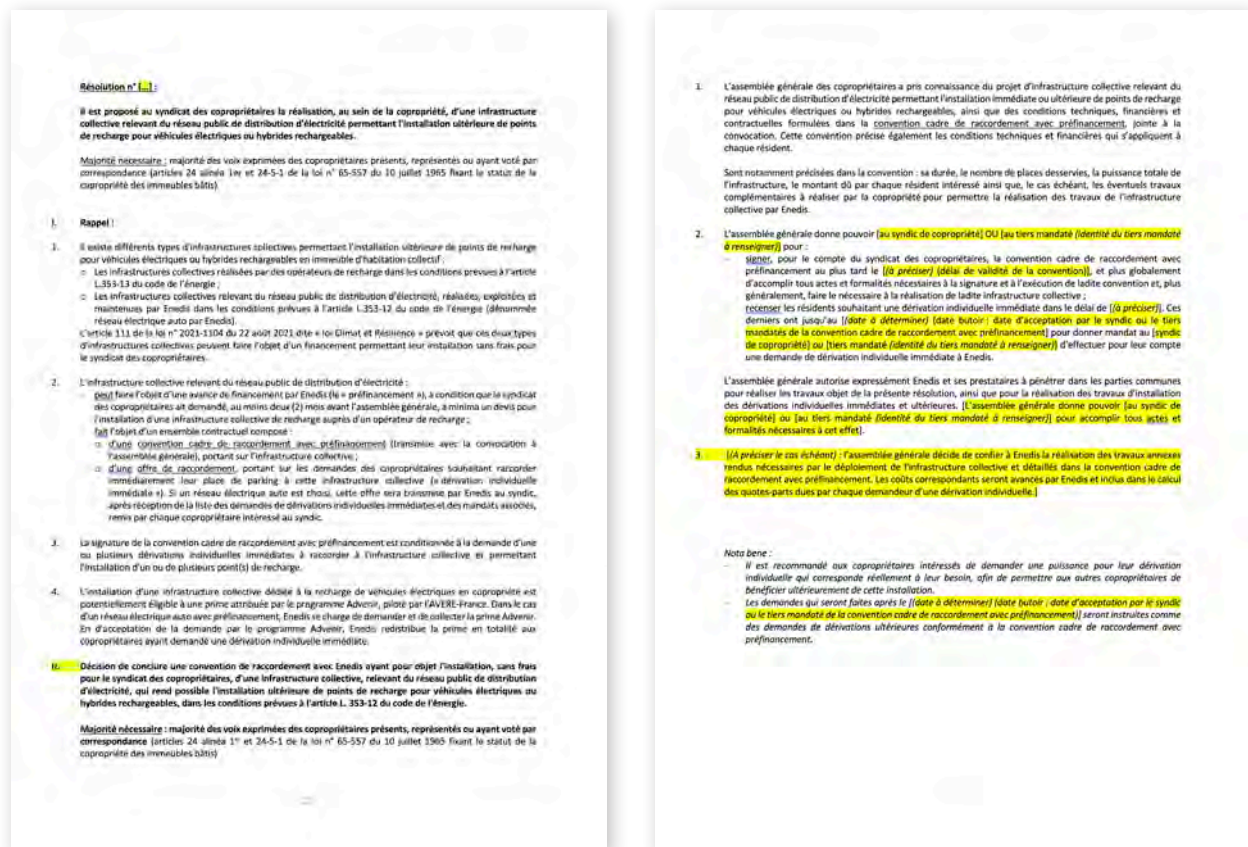 Résolution n° [...] :
Il est proposé au syndicat des copropriétaires la réalisation, au sein de la copropriété, d'une infrastructure
collective relevant du réseau public de distribution d'électricité permettant l'installation ultérieure de points
de recharge pour véhicules électriques ou hybrides rechargeables.
Majorité nécessaire : majorité des voix exprimées des copropriétaires présents, représentés ou ayant voté par
correspondance (articles 24 alinéa 1er et 24-5-1 de la loi n° 65-557 du 10 juillet 1965 fixant le statut de la
copropriété des immeubles bâtis)
I. Rappel :
1. Il existe différents types d'infrastructures collectives permettant l'installation ultérieure de points de recharge
pour véhicules électriques ou hybrides rechargeables en immeuble d'habitation collectif :
○ Les infrastructures collectives réalisées par des opérateurs de recharge dans les conditions prévues à l'article
L.353-13 du code de l'énergie ;
○ Les infrastructures collectives relevant du réseau public de distribution d'électricité, réalisées, exploitées et
maintenues par Enedis dans les conditions prévues à l'article L.353-12 du code de l'énergie (dénommée
réseau électrique auto par Enedis).
L'article 111 de la loi n° 2021-1104 du 22 août 2021 dite « loi Climat et Résilience » prévoit que ces deux types
d'infrastructures collectives peuvent faire l'objet d'un financement permettant leur installation sans frais pour
le syndicat des copropriétaires.
2. L'infrastructure collective relevant du réseau public de distribution d'électricité :
- peut faire l'objet d'une avance de financement par Enedis (le « préfinancement »), à condition que le syndicat
des copropriétaires ait demandé, au moins deux (2) mois avant l'assemblée générale, a minima un devis pour
l'installation d'une infrastructure collective de recharge auprès d'un opérateur de recharge ;
- fait l'objet d'un ensemble contractuel composé :
○ d'une convention cadre de raccordement avec préfinancement (transmise avec la convocation à
l'assemblée générale), portant sur l'infrastructure collective ;
○ d'une offre de raccordement, portant sur les demandes des copropriétaires souhaitant raccorder
immédiatement leur place de parking à cette infrastructure collective (« dérivation individuelle
immédiate »). Si un réseau électrique auto est choisi, cette offre sera transmise par Enedis au syndic,
après réception de la liste des demandes de dérivations individuelles immédiates et des mandats associés,
remis par chaque copropriétaire intéressé au syndic.
3. La signature de la convention cadre de raccordement avec préfinancement est conditionnée à la demande d'une
ou plusieurs dérivations individuelles immédiates à raccorder à l'infrastructure collective et permettant
l'installation d'un ou de plusieurs point(s) de recharge.
4. L'installation d'une infrastructure collective dédiée à la recharge de véhicules électriques en copropriété est
potentiellement éligible à une prime attribuée par le programme Advenir, piloté par l'AVERE-France. Dans le cas
d'un réseau électrique auto avec préfinancement, Enedis se charge de demander et de collecter la prime Advenir.
En d'acceptation de la demande par le programme Advenir, Enedis redistribue la prime en totalité aux
copropriétaires ayant demandé une dérivation individuelle immédiate.
II. Décision de conclure une convention de raccordement avec Enedis ayant pour objet l'installation, sans frais
pour le syndicat des copropriétaires, d'une infrastructure collective, relevant du réseau public de distribution
d'électricité, qui rend possible l'installation ultérieure de points de recharge pour véhicules électriques ou
hybrides rechargeables, dans les conditions prévues à l'article L. 353-12 du code de l'énergie.
Majorité nécessaire : majorité des voix exprimées des copropriétaires présents, représentés ou ayant voté par
correspondance (articles 24 alinéa 1er et 24-5-1 de la loi n° 65-557 du 10 juillet 1965 fixant le statut de la
copropriété des immeubles bâtis)
1. L'assemblée générale des copropriétaires a pris connaissance du projet d'infrastructure collective relevant du
réseau public de distribution d'électricité permettant l'installation immédiate ou ultérieure de points de recharge
pour véhicules électriques ou hybrides rechargeables, ainsi que des conditions techniques, financières et
contractuelles formulées dans la convention cadre de raccordement avec préfinancement, jointe à la
convocation. Cette convention précise également les conditions techniques et financières qui s'appliquent à
chaque résident.
Sont notamment précisées dans la convention : sa durée, le nombre de places desservies, la puissance totale de
l'infrastructure, le montant dû par chaque résident intéressé ainsi que, le cas échéant, les éventuels travaux
complémentaires à réaliser par la copropriété pour permettre la réalisation des travaux de l'infrastructure
collective par Enedis.
2. L'assemblée générale donne pouvoir [au syndic de copropriété] OU [au tiers mandaté (identité du tiers mandaté
à renseigner)] pour :
- signer, pour le compte du syndicat des copropriétaires, la convention cadre de raccordement avec
préfinancement au plus tard le [(à préciser) (délai de validité de la convention)], et plus globalement
d'accomplir tous actes et formalités nécessaires à la signature et à l'exécution de ladite convention et, plus
généralement, faire le nécessaire à la réalisation de ladite infrastructure collective ;
- recenser les résidents souhaitant une dérivation individuelle immédiate dans le délai de [(à préciser)]. Ces
derniers ont jusqu'au [(date à déterminer) (date butoir : date d'acceptation par le syndic ou le tiers
mandatés de la convention cadre de raccordement avec préfinancement] pour donner mandat au [syndic
de copropriété] ou [tiers mandaté (identité du tiers mandaté à renseigner)] d'effectuer pour leur compte
une demande de dérivation individuelle immédiate à Enedis.
L'assemblée générale autorise expressément Enedis et ses prestataires à pénétrer dans les parties communes
pour réaliser les travaux objet de la présente résolution, ainsi que pour la réalisation des travaux d'installation
des dérivations individuelles immédiates et ultérieures. [L'assemblée générale donne pouvoir [au syndic de
copropriété] ou [au tiers mandaté (identité du tiers mandaté à renseigner)] pour accomplir tous actes et
formalités nécessaires à cet effet].
3. [(A préciser le cas échéant) : l'assemblée générale décide de confier à Enedis la réalisation des travaux annexes
rendus nécessaires par le déploiement de l'infrastructure collective et détaillés dans la convention cadre de
raccordement avec préfinancement. Les coûts correspondants seront avancés par Enedis et inclus dans le calcul
des quotes-parts dues par chaque demandeur d'une dérivation individuelle.]
Nota bene :
- Il est recommandé aux copropriétaires intéressés de demander une puissance pour leur dérivation
individuelle qui corresponde réellement à leur besoin, afin de permettre aux autres copropriétaires de
bénéficier ultérieurement de cette installation.
- Les demandes qui seront faites après le [(date à déterminer) (date butoir : date d'acceptation par le syndic
ou le tiers mandaté de la convention cadre de raccordement avec préfinancement)] seront instruites comme
des demandes de dérivations ultérieures conformément à la convention cadre de raccordement avec
préfinancement.